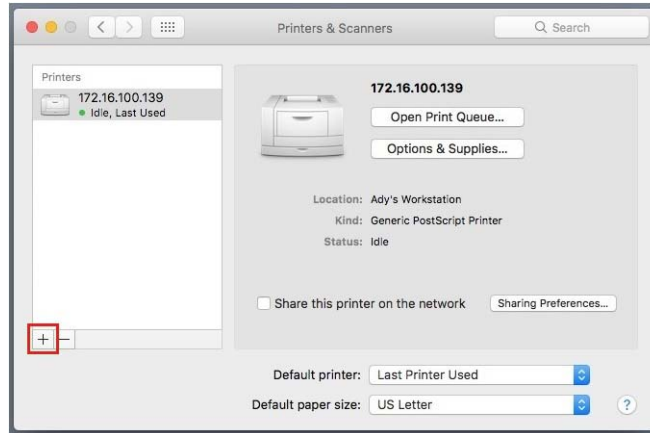 Printers & Scanners
Search
Printers
172.16.100.139
Idle, Last Used
172.16.100.139
Open Print Queue...
Options & Supplies...
Location: Ady's Workstation
Kind: Generic PostScript Printer
Status: Idle
Share this printer on the network
Sharing Preferences...
Default printer: Last Printer Used
Default paper size: US Letter
?